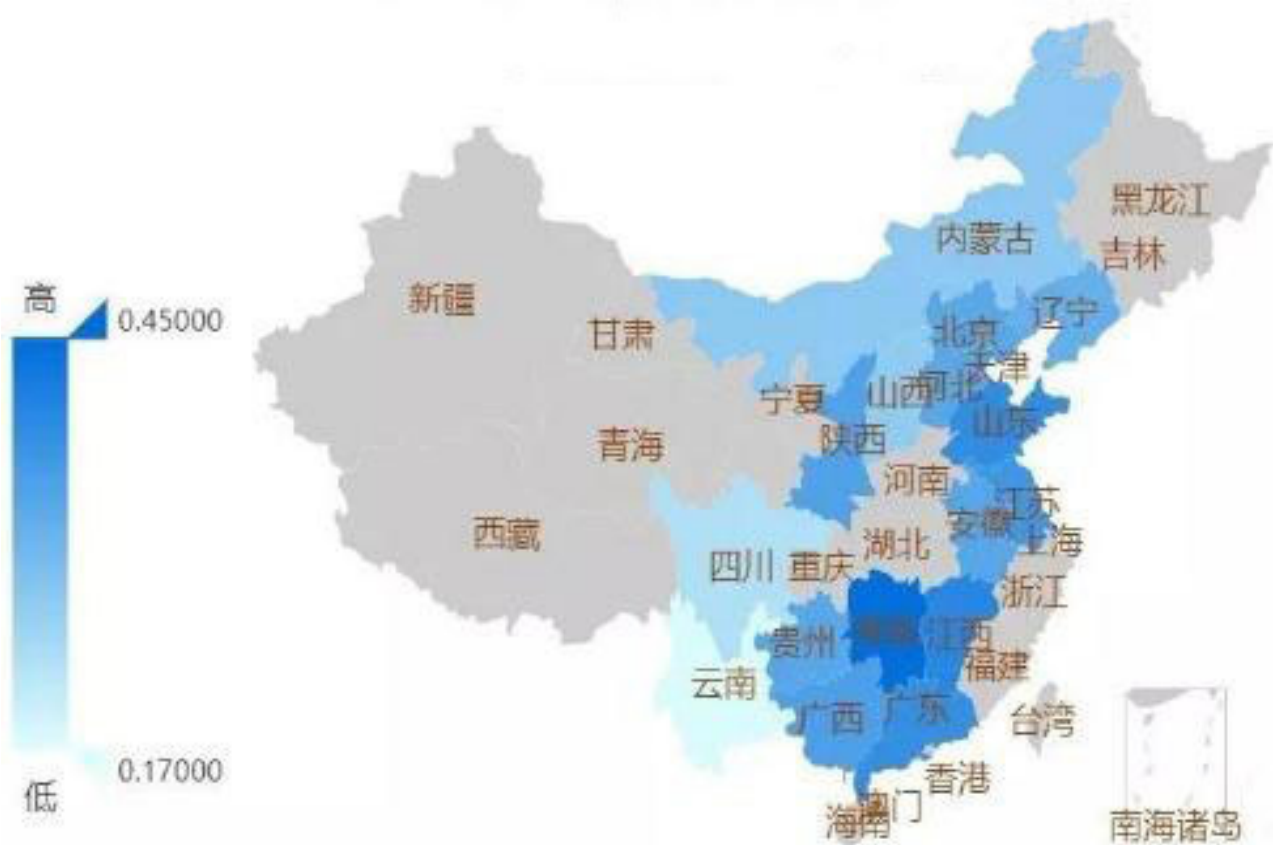 黑龙江
内蒙古
吉林
新疆
高
0.45000
甘肃
北京
辽宁
天津
宁夏
山西
河北
山东
青海
陕西
河南
江苏
安徽
西藏
湖北
上海
四川
重庆
浙江
贵州
江西
福建
云南
广西
广东
台湾
0.17000
低
香港
澳门
海南
南海诸岛